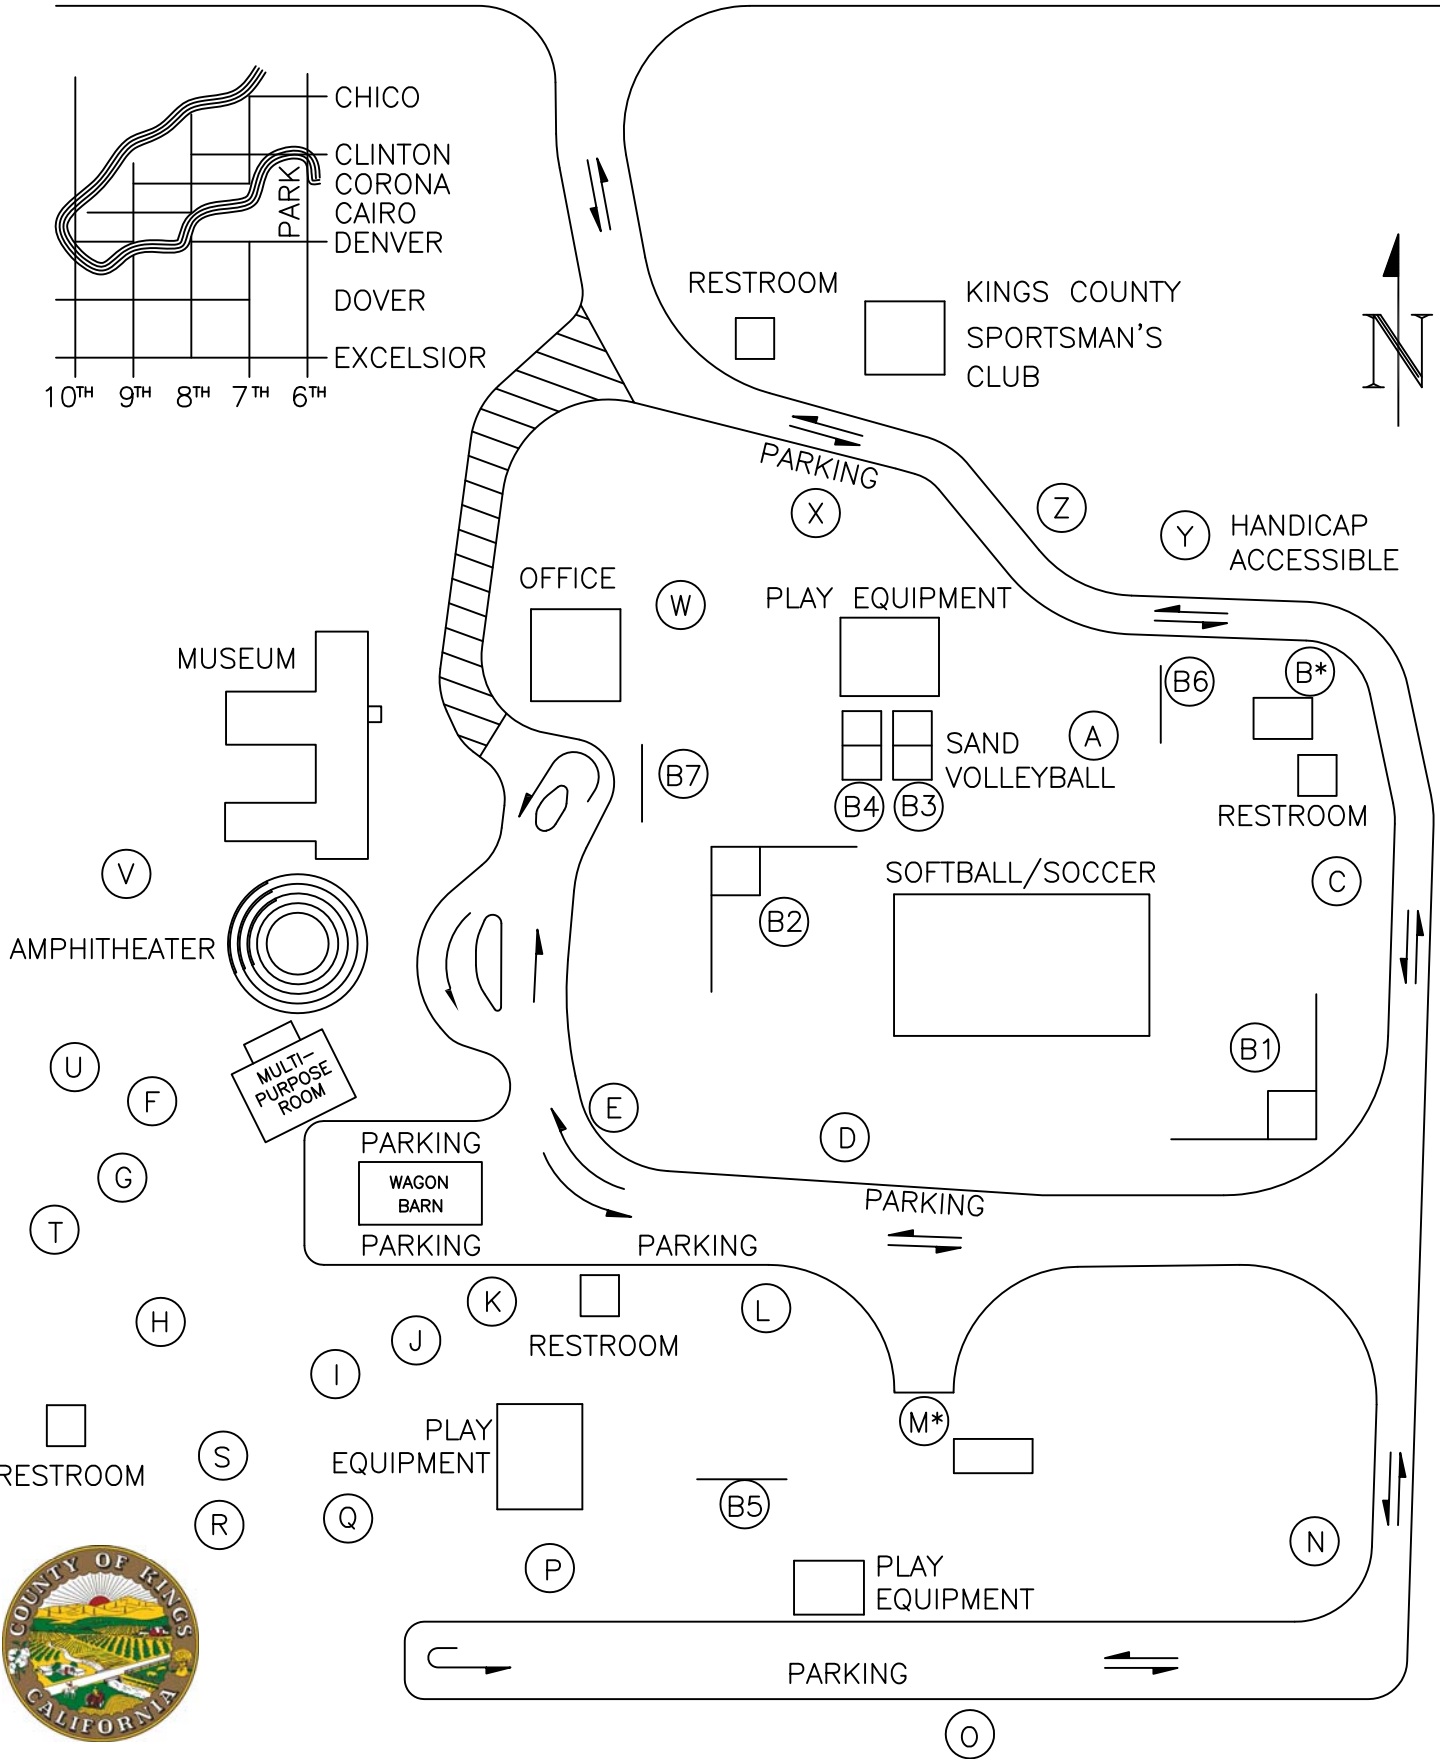 CHICO
CLINTON
CORONA
CAIRO
DENVER
DOVER
EXCELSIOR
PARK
10TH 9TH 8TH 7TH 6TH
RESTROOM
KINGS COUNTY
SPORTSMAN'S
CLUB
N
PARKING
X
Z
Y
HANDICAP
ACCESSIBLE
OFFICE
W
PLAY EQUIPMENT
MUSEUM
B6
B*
A
SAND
VOLLEYBALL
B7
B4
B3
RESTROOM
V
SOFTBALL/SOCCER
C
B2
AMPHITHEATER
B1
U
MULTI-
PURPOSE
ROOM
F
E
D
PARKING
G
WAGON
BARN
PARKING
T
PARKING
PARKING
K
L
H
J
RESTROOM
I
M*
PLAY
EQUIPMENT
S
RESTROOM
B5
R
Q
N
P
PLAY
EQUIPMENT
COUNTY OF KINGS
CALIFORNIA
PARKING
O